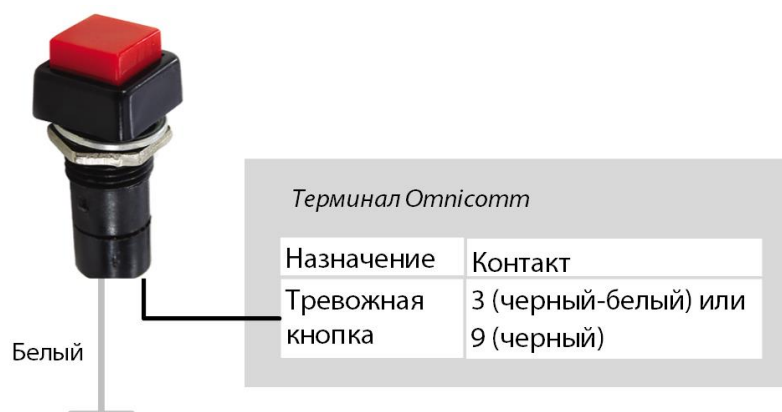 Терминал Omnicomm
Назначение Контакт
Тревожная 3 (черный-белый) или
кнопка 9 (черный)
Белый